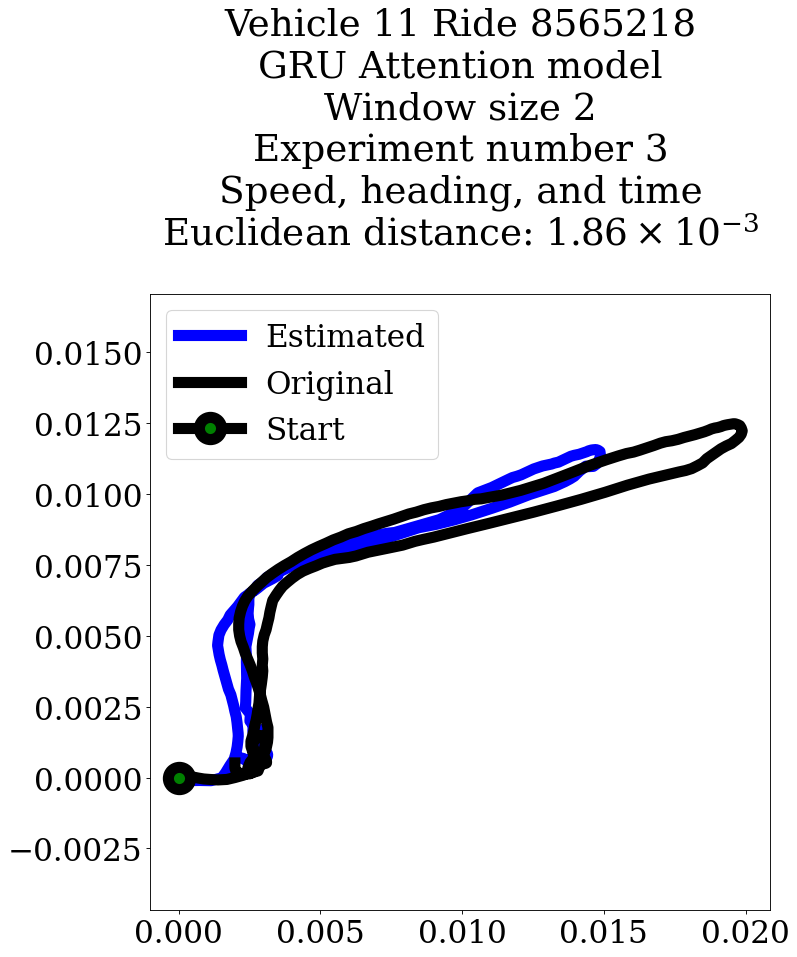 Vehicle 11 Ride 8565218
GRU Attention model
Window size 2
Experiment number 3
Speed, heading, and time
Euclidean distance: 1.86 × 10⁻³
Estimated
Original
Start
0.0150
0.0125
0.0100
0.0075
0.0050
0.0025
0.0000
−0.0025
0.000 0.005 0.010 0.015 0.020